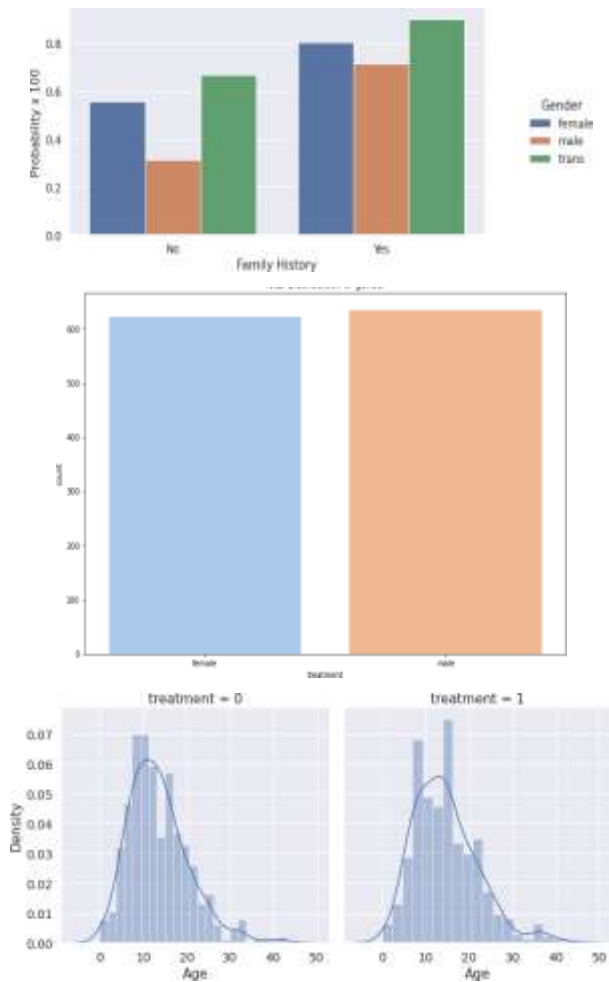 Probability x 100
0.8
0.6
0.4
0.2
0.0
No
Yes
Family History
Gender
female
male
trans
600
500
400
300
200
100
0
count
female
male
treatment
treatment = 0
treatment = 1
Density
0.07
0.06
0.05
0.04
0.03
0.02
0.01
0.00
0 10 20 30 40 50
0 10 20 30 40 50
Age
Age